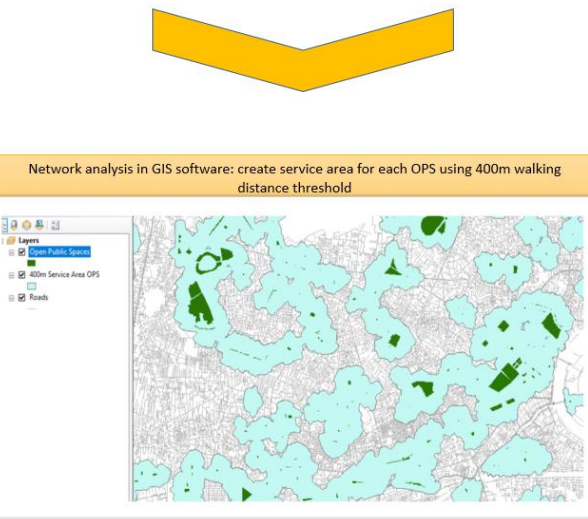 Network analysis in GIS software: create service area for each OPS using 400m walking
distance threshold
Layers
Open Public Spaces
400m Service Area OPS
Roads